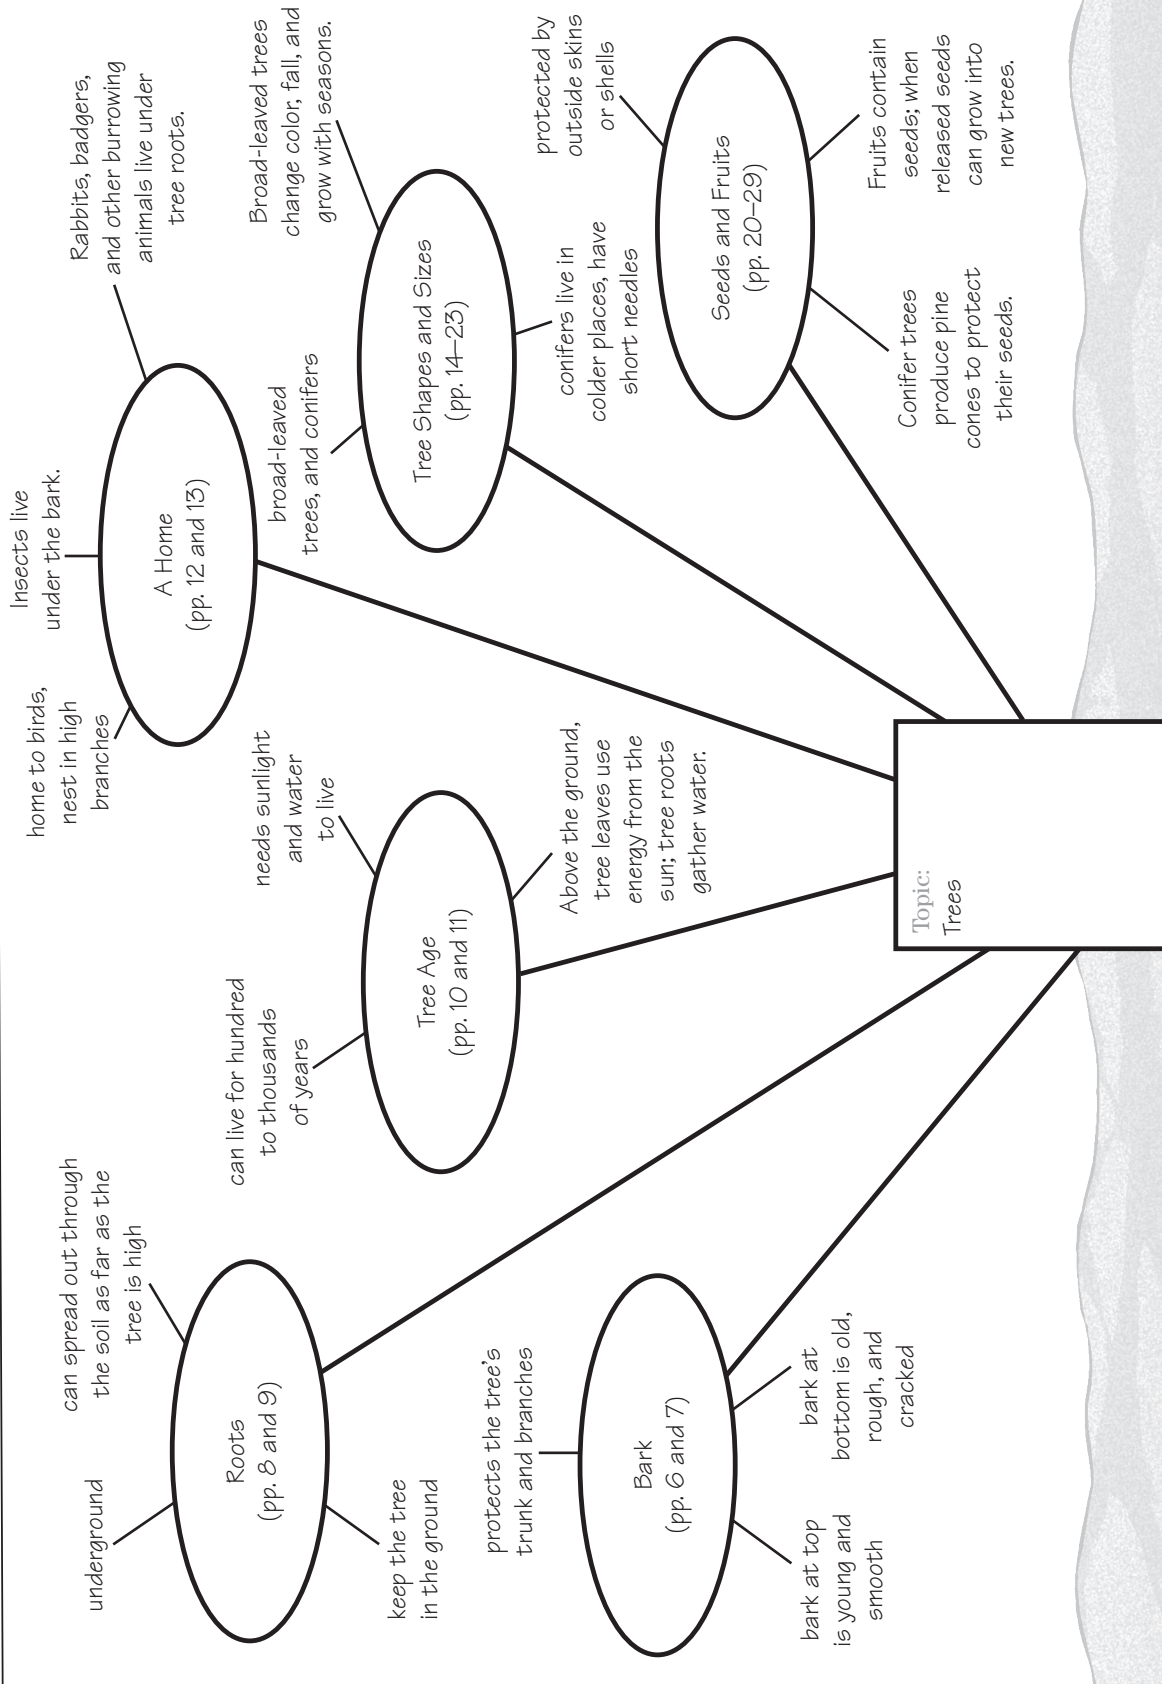 underground
can spread out through
the soil as far as the
tree is high
Roots
(pp. 8 and 9)
keep the tree
in the ground
protects the tree’s
trunk and branches
Bark
(pp. 6 and 7)
bark at top
is young and
smooth
bark at
bottom is old,
rough, and
cracked
can live for hundred
to thousands
of years
needs sunlight
and water
to live
Tree Age
(pp. 10 and 11)
Above the ground,
tree leaves use
energy from the
sun; tree roots
gather water.
home to birds,
nest in high
branches
Insects live
under the bark.
Rabbits, badgers,
and other burrowing
animals live under
tree roots.
A Home
(pp. 12 and 13)
broad-leaved
trees, and conifers
Broad-leaved trees
change color, fall, and
grow with seasons.
Tree Shapes and Sizes
(pp. 14–23)
conifers live in
colder places, have
short needles
protected by
outside skins
or shells
Seeds and Fruits
(pp. 20–29)
Conifer trees
produce pine
cones to protect
their seeds.
Fruits contain
seeds; when
released seeds
can grow into
new trees.
Topic:
Trees